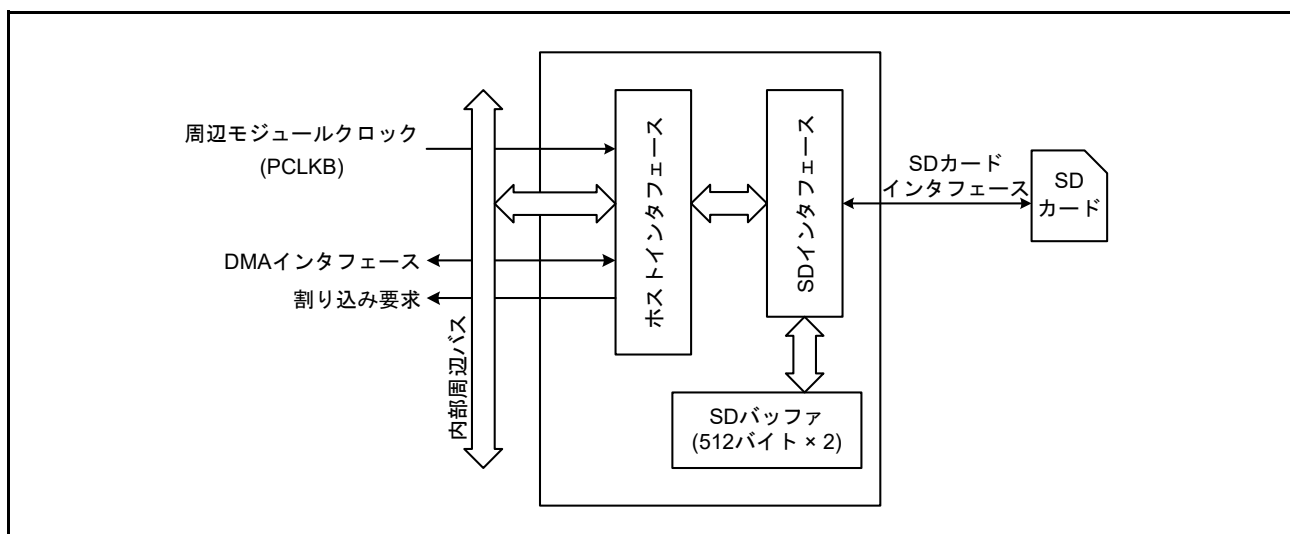 周辺モジュールクロック
(PCLKB)
DMAインタフェース
割り込み要求
内部周辺バス
ホストインタフェース
SDインタフェース
SDバッファ
(512バイト × 2)
SDカード
インタフェース
SD
カード